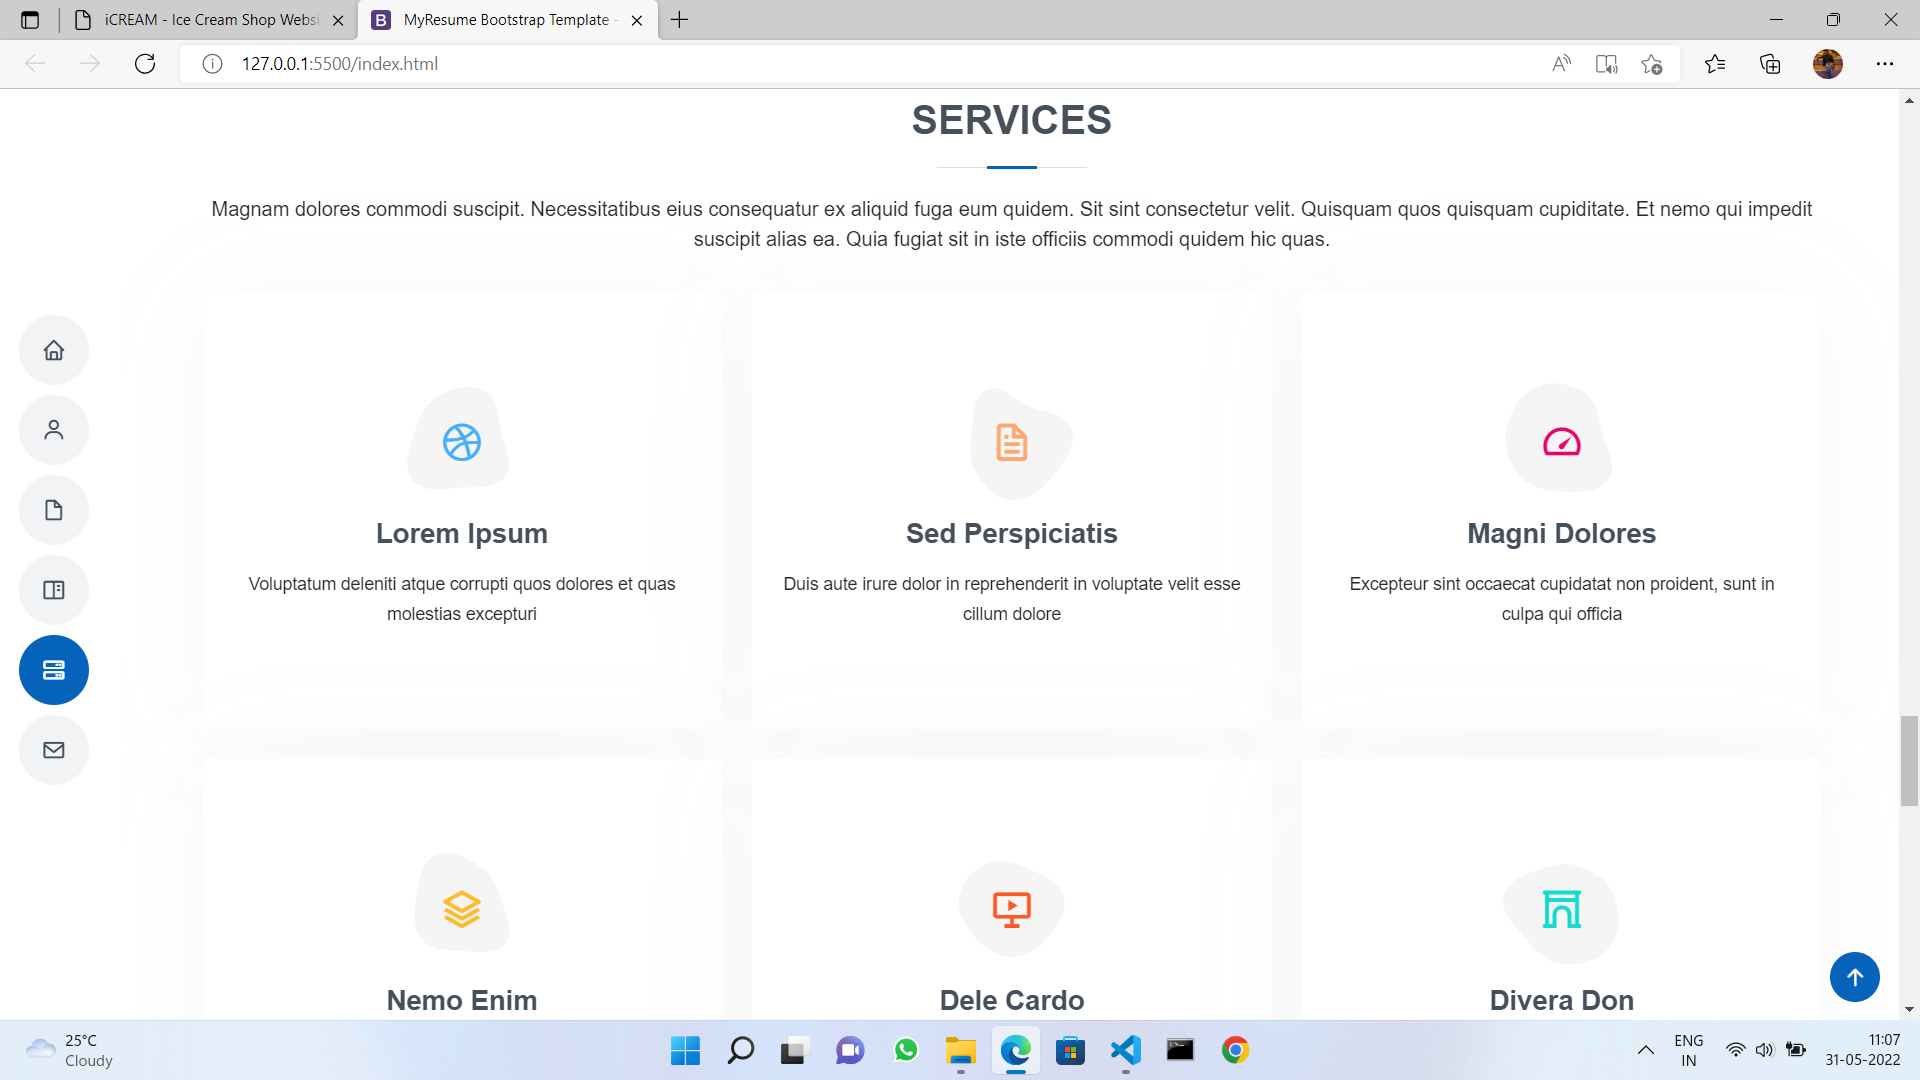 iCREAM - Ice Cream Shop Websi
MyResume Bootstrap Template -
127.0.0.1:5500/index.html
SERVICES
Magnam dolores commodi suscipit. Necessitatibus eius consequatur ex aliquid fuga eum quidem. Sit sint consectetur velit. Quisquam quos quisquam cupiditate. Et nemo qui impedit
suscipit alias ea. Quia fugiat sit in iste officiis commodi quidem hic quas.
Lorem Ipsum
Voluptatum deleniti atque corrupti quos dolores et quas
molestias excepturi
Sed Perspiciatis
Duis aute irure dolor in reprehenderit in voluptate velit esse
cillum dolore
Magni Dolores
Excepteur sint occaecat cupidatat non proident, sunt in
culpa qui officia
Nemo Enim
Dele Cardo
Divera Don
25°C
Cloudy
ENG
IN
11:07
31-05-2022